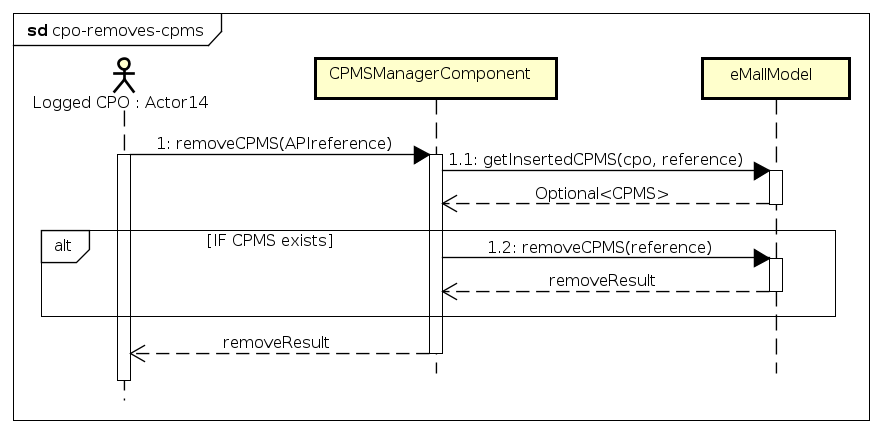 sd cpo-removes-cpms
Logged CPO : Actor14
CPMSManagerComponent
eMallModel
1: removeCPMS(APIreference)
1.1: getInsertedCPMS(cpo, reference)
Optional<CPMS>
alt
[IF CPMS exists]
1.2: removeCPMS(reference)
removeResult
removeResult